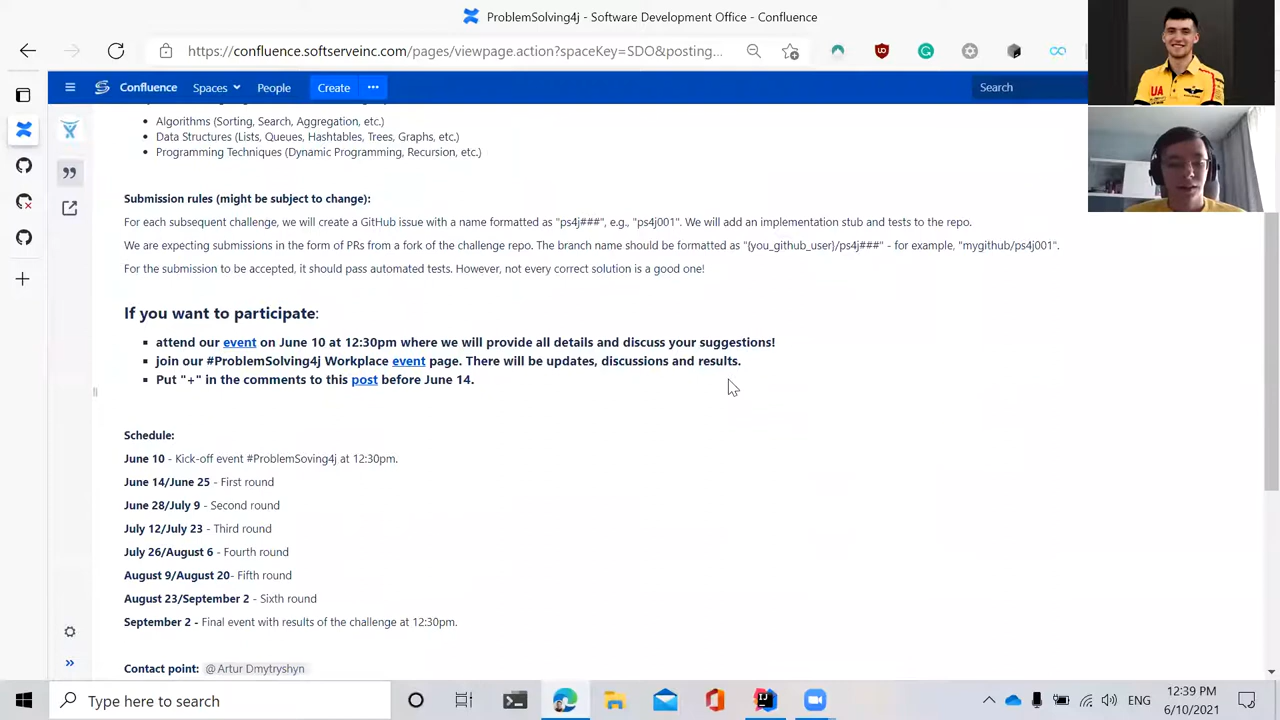 ProblemSolving4j - Software Development Office - Confluence
https://confluence.softserveinc.com/pages/viewpage.action?spaceKey=SDO&posting...
Confluence Spaces People Create ••• Search
Algorithms (Sorting, Search, Aggregation, etc.)
Data Structures (Lists, Queues, Hashtables, Trees, Graphs, etc.)
Programming Techniques (Dynamic Programming, Recursion, etc.)
Submission rules (might be subject to change):
For each subsequent challenge, we will create a GitHub issue with a name formatted as "ps4j###", e.g., "ps4j001". We will add an implementation stub and tests to the repo.
We are expecting submissions in the form of PRs from a fork of the challenge repo. The branch name should be formatted as "{you_github_user}/ps4j###" - for example, "mygithub/ps4j001".
For the submission to be accepted, it should pass automated tests. However, not every correct solution is a good one!
If you want to participate:
attend our event on June 10 at 12:30pm where we will provide all details and discuss your suggestions!
join our #ProblemSolving4j Workplace event page. There will be updates, discussions and results.
Put "+" in the comments to this post before June 14.
Schedule:
June 10 - Kick-off event #ProblemSoving4j at 12:30pm.
June 14/June 25 - First round
June 28/July 9 - Second round
July 12/July 23 - Third round
July 26/August 6 - Fourth round
August 9/August 20- Fifth round
August 23/September 2 - Sixth round
September 2 - Final event with results of the challenge at 12:30pm.
Contact point: @Artur Dmytryshyn
UA
Type here to search
ENG
12:39 PM
6/10/2021